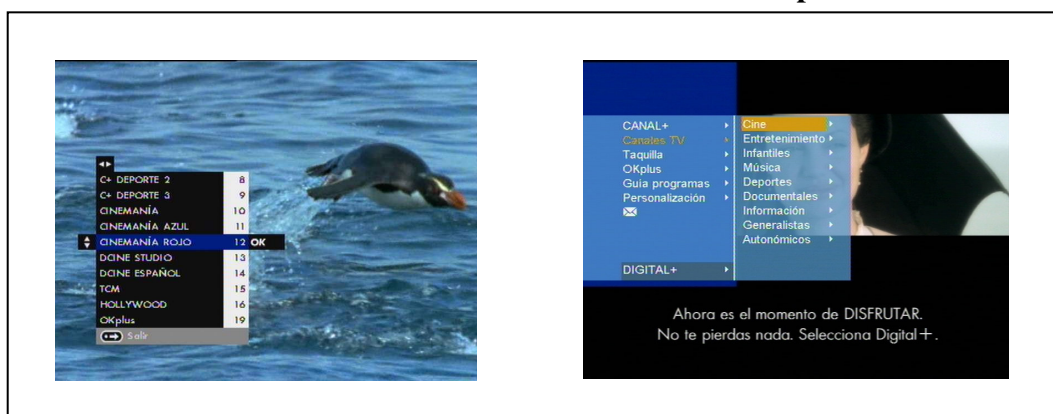 C+ DEPORTE 2 8
C+ DEPORTE 3 9
CINEMANÍA 10
CINEMANÍA AZUL 11
CINEMANÍA ROJO 12 OK
DCINE STUDIO 13
DCINE ESPAÑOL 14
TCM 15
HOLLYWOOD 16
OKplus 19
Salir
CANAL+
Canales TV
Taquilla
OKplus
Guía programas
Personalización
DIGITAL+
Cine
Entretenimiento
Infantiles
Música
Deportes
Documentales
Información
Generalistas
Autonómicos
Ahora es el momento de DISFRUTAR.
No te pierdas nada. Selecciona Digital+.